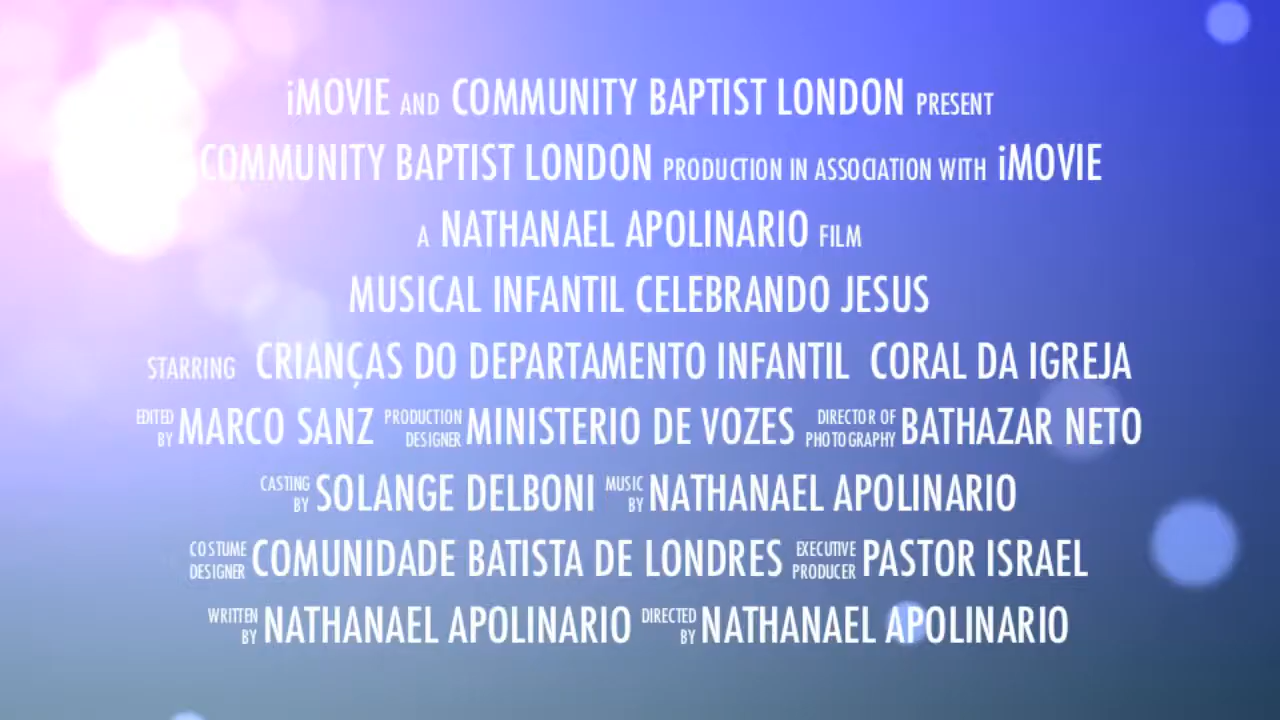 iMOVIE AND COMMUNITY BAPTIST LONDON PRESENT
COMMUNITY BAPTIST LONDON PRODUCTION IN ASSOCIATION WITH iMOVIE
A NATHANAEL APOLINARIO FILM
MUSICAL INFANTIL CELEBRANDO JESUS
STARRING CRIANÇAS DO DEPARTAMENTO INFANTIL CORAL DA IGREJA
EDITED BY MARCO SANZ PRODUCTION DESIGNER MINISTERIO DE VOZES DIRECTOR OF PHOTOGRAPHY BATHAZAR NETO
CASTING BY SOLANGE DELBONI MUSIC BY NATHANAEL APOLINARIO
COSTUME DESIGNER COMUNIDADE BATISTA DE LONDRES EXECUTIVE PRODUCER PASTOR ISRAEL
WRITTEN BY NATHANAEL APOLINARIO DIRECTED BY NATHANAEL APOLINARIO